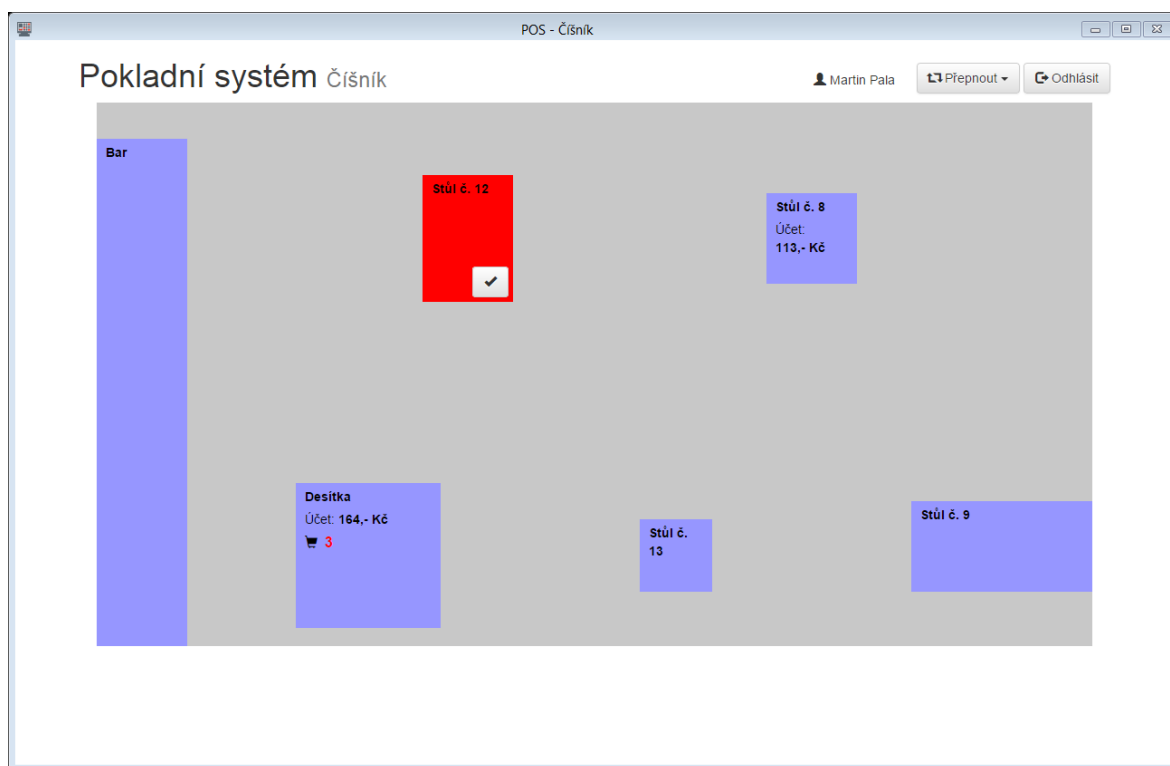 POS - Číšník
Pokladní systém Číšník
Martin Pala
Přepnout
Odhlásit
Bar
Stůl č. 12
Stůl č. 8
Účet:
113,- Kč
Desítka
Účet: 164,- Kč
3
Stůl č.
13
Stůl č. 9